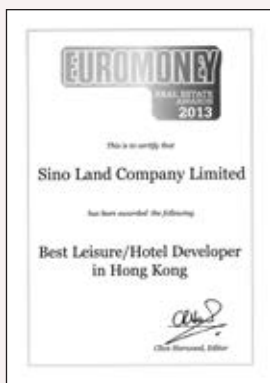 EUROMONEY
REAL ESTATE
AWARDS
2013
This is to certify that
Sino Land Company Limited
has been awarded the following
Best Leisure/Hotel Developer
in Hong Kong
Editor